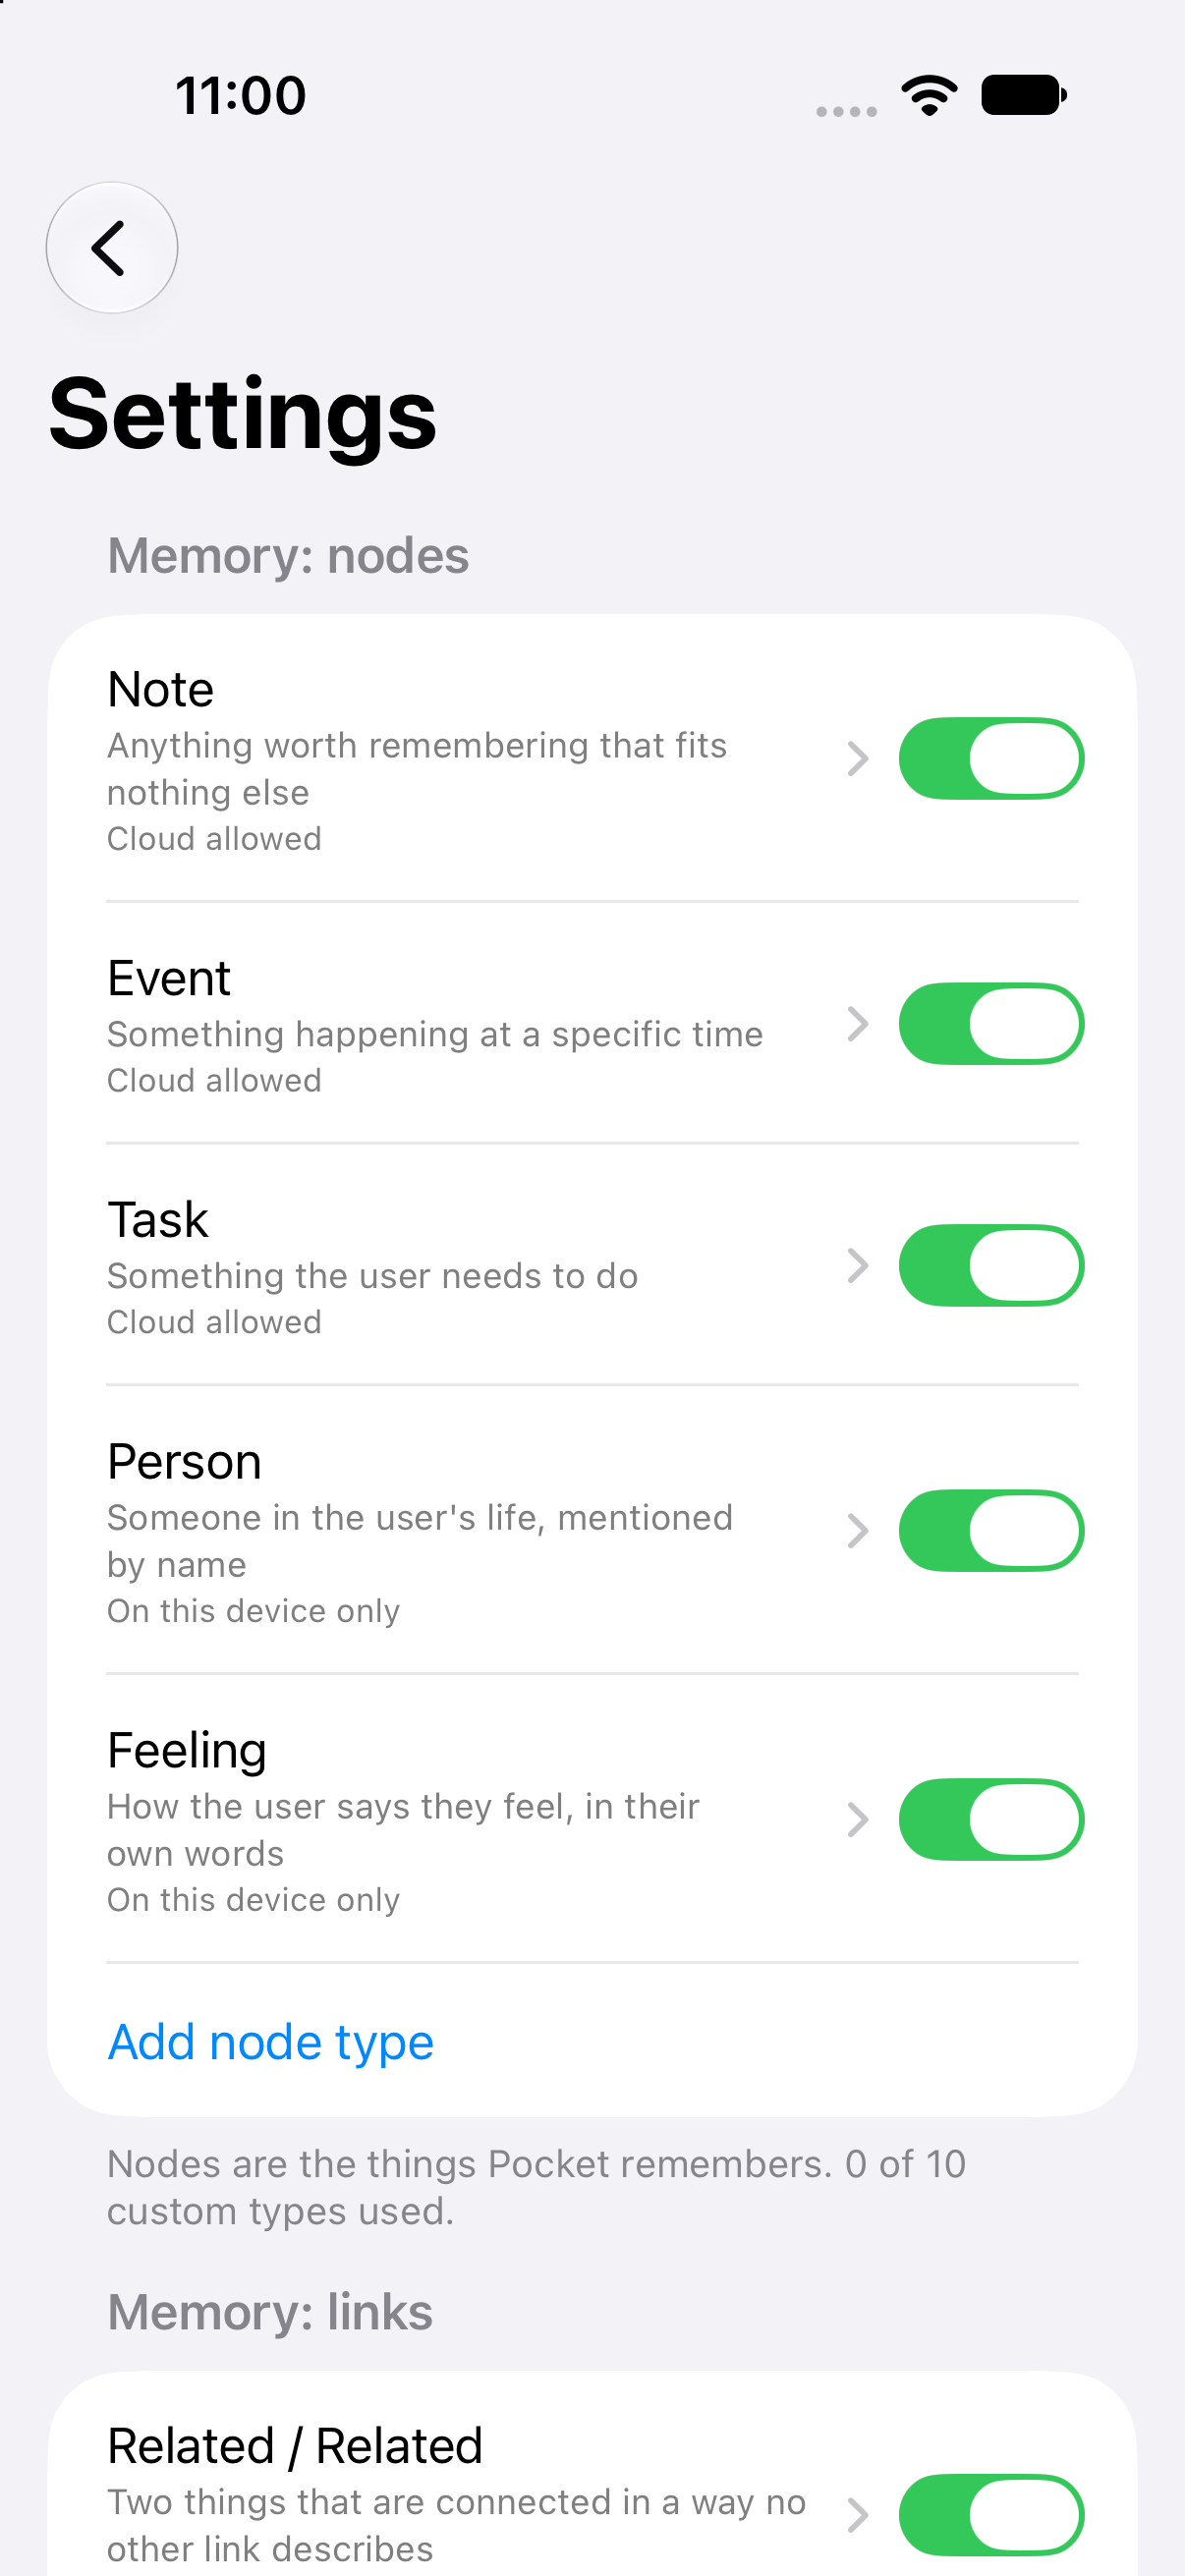 11:00
Settings
Memory: nodes
Note
Anything worth remembering that fits
nothing else
Cloud allowed
Event
Something happening at a specific time
Cloud allowed
Task
Something the user needs to do
Cloud allowed
Person
Someone in the user's life, mentioned
by name
On this device only
Feeling
How the user says they feel, in their
own words
On this device only
Add node type
Nodes are the things Pocket remembers. 0 of 10
custom types used.
Memory: links
Related / Related
Two things that are connected in a way no
other link describes